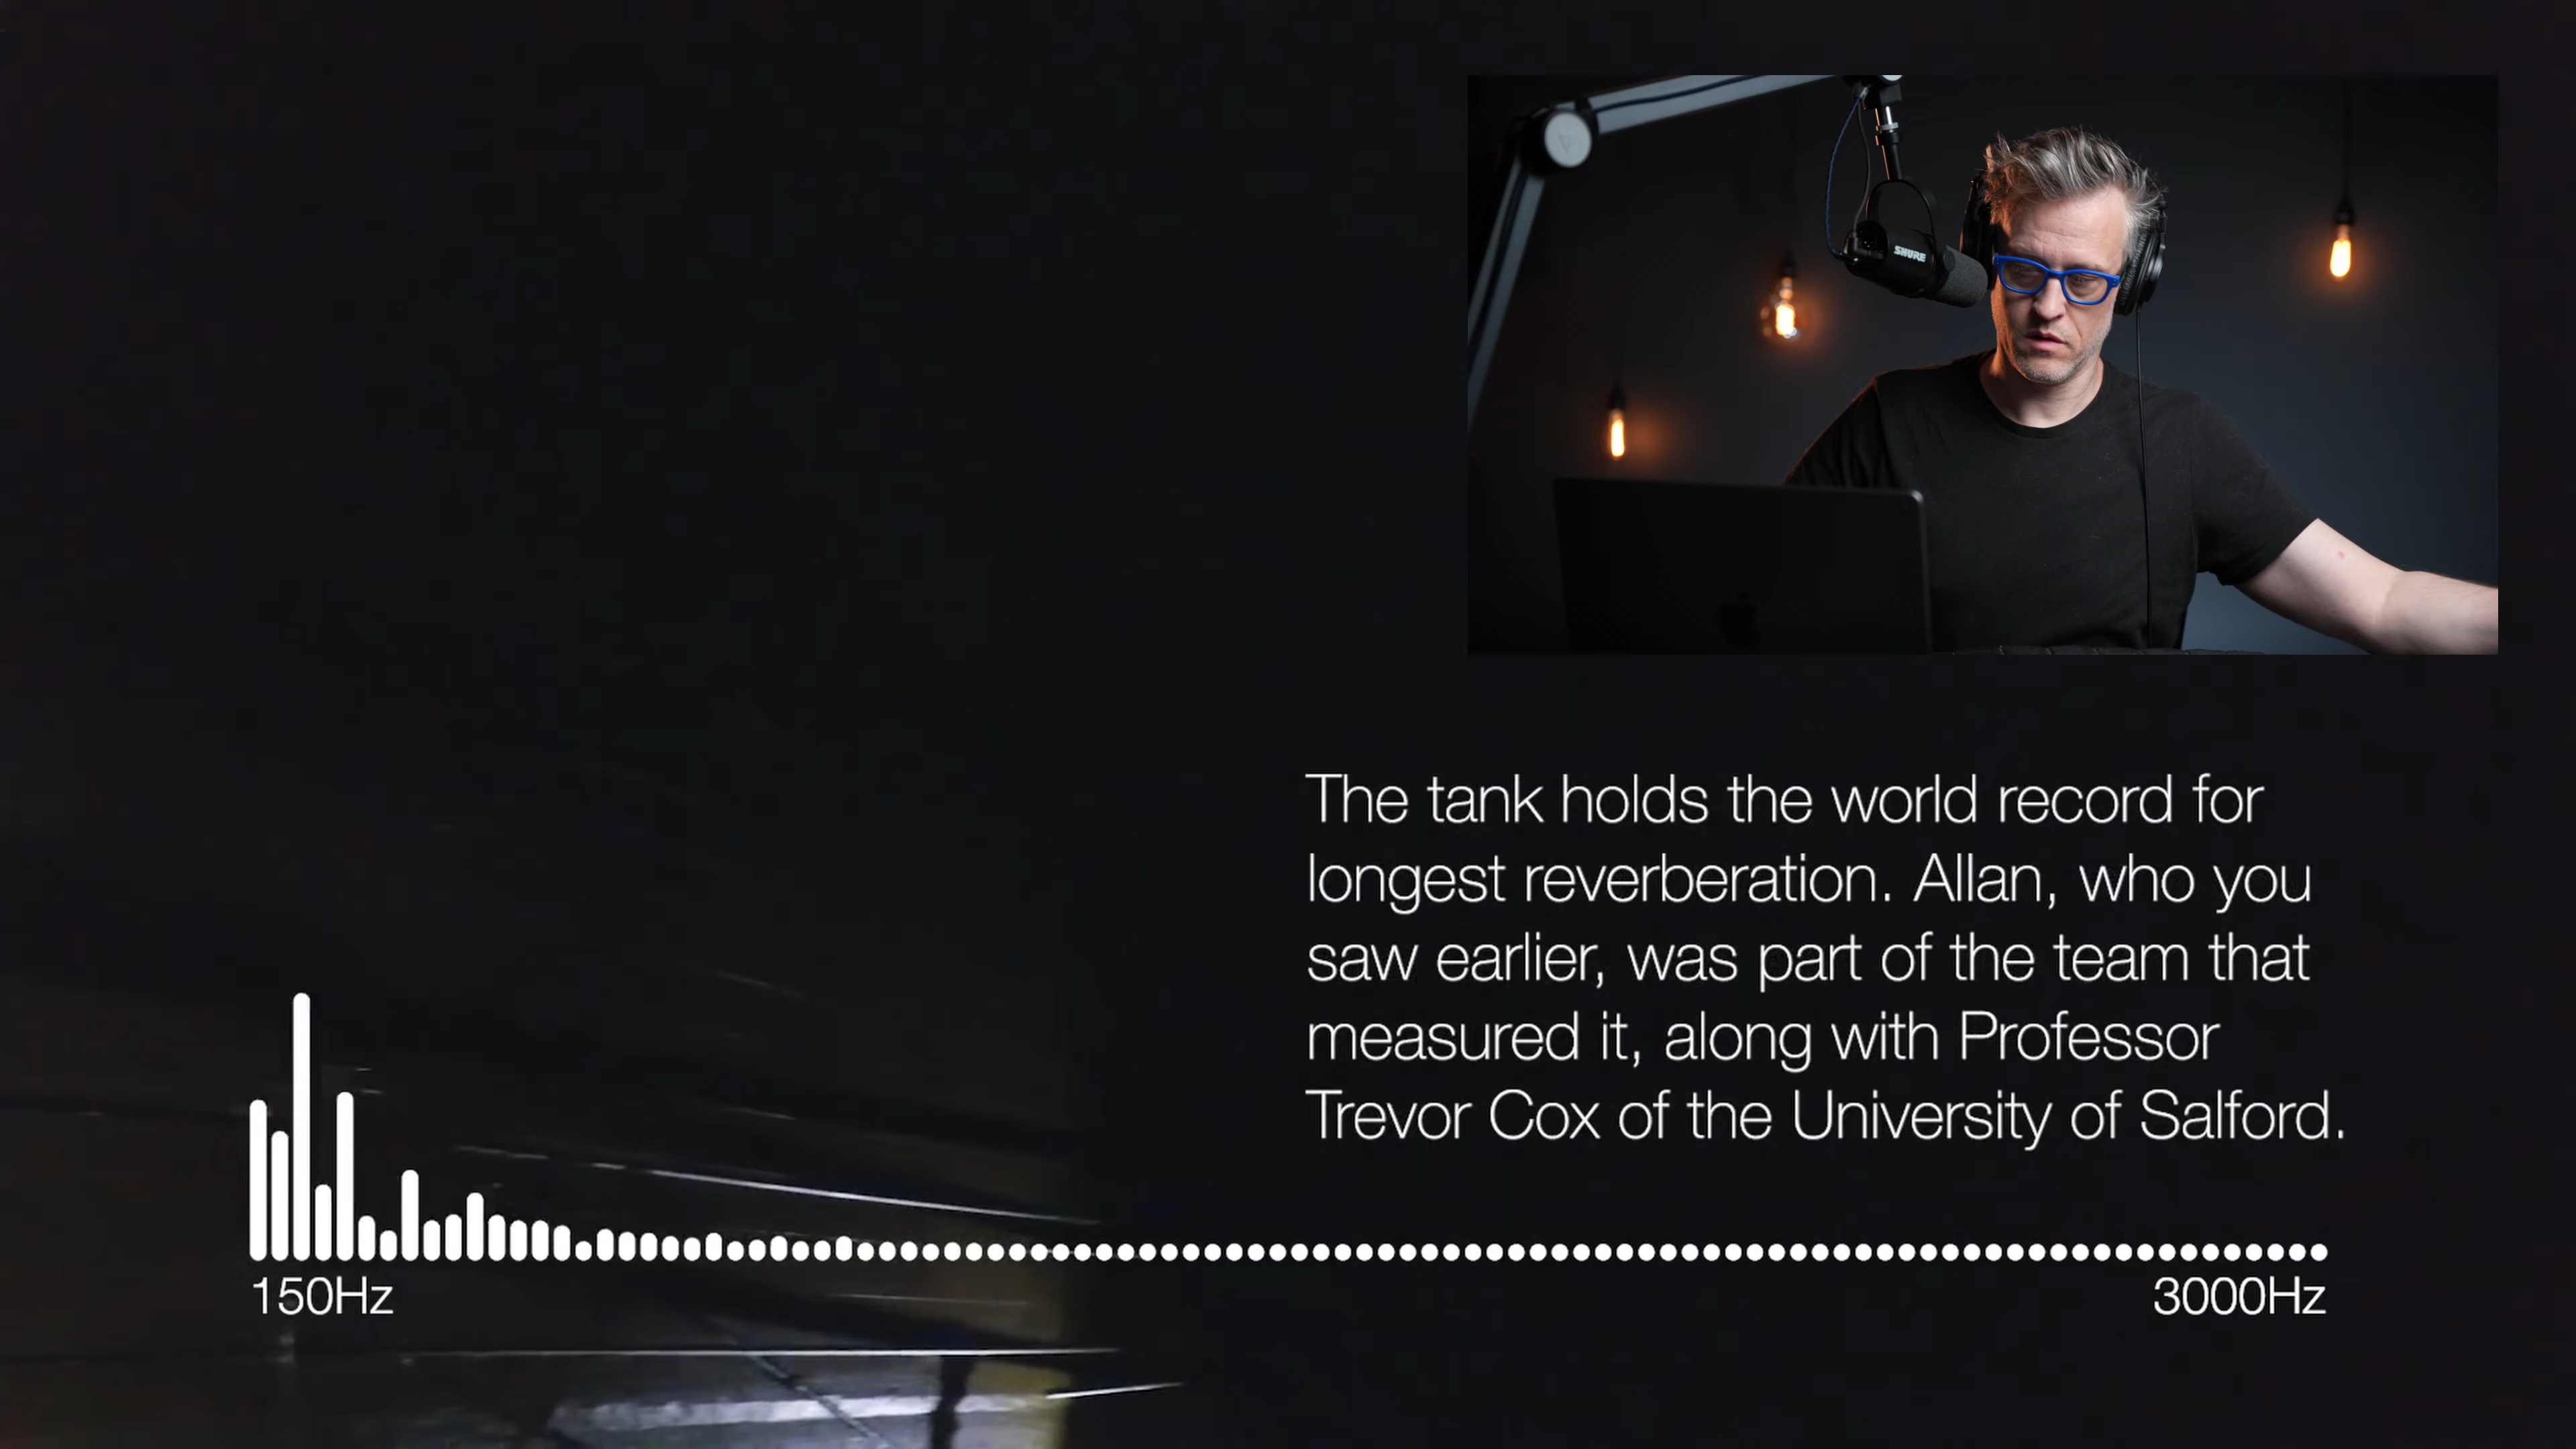 SHURE
The tank holds the world record for
longest reverberation. Allan, who you
saw earlier, was part of the team that
measured it, along with Professor
Trevor Cox of the University of Salford.
150Hz
3000Hz